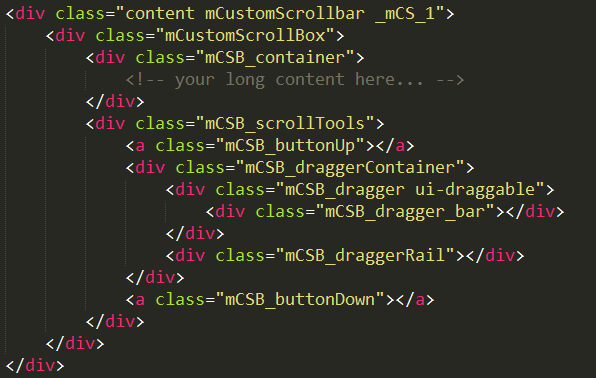 <div class="content mCustomScrollbar _mCS_1">
    <div class="mCustomScrollBox">
        <div class="mCSB_container">
            <!-- your long content here... -->
        </div>
        <div class="mCSB_scrollTools">
            <a class="mCSB_buttonUp"></a>
            <div class="mCSB_draggerContainer">
                <div class="mCSB_dragger ui-draggable">
                    <div class="mCSB_dragger_bar"></div>
                </div>
                <div class="mCSB_draggerRail"></div>
            </div>
            <a class="mCSB_buttonDown"></a>
        </div>
    </div>
</div>